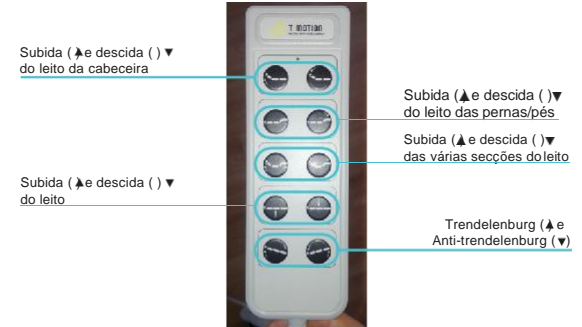 T MOTION
Subida (▲ e descida ( ) ▼
do leito da cabeceira
Subida (▲ e descida ( )▼
do leito das pernas/pés
Subida (▲ e descida ( )▼
das várias secções do leito
Subida (▲ e descida ( ) ▼
do leito
Trendelenburg (▲ e
Anti-trendelenburg (▼)